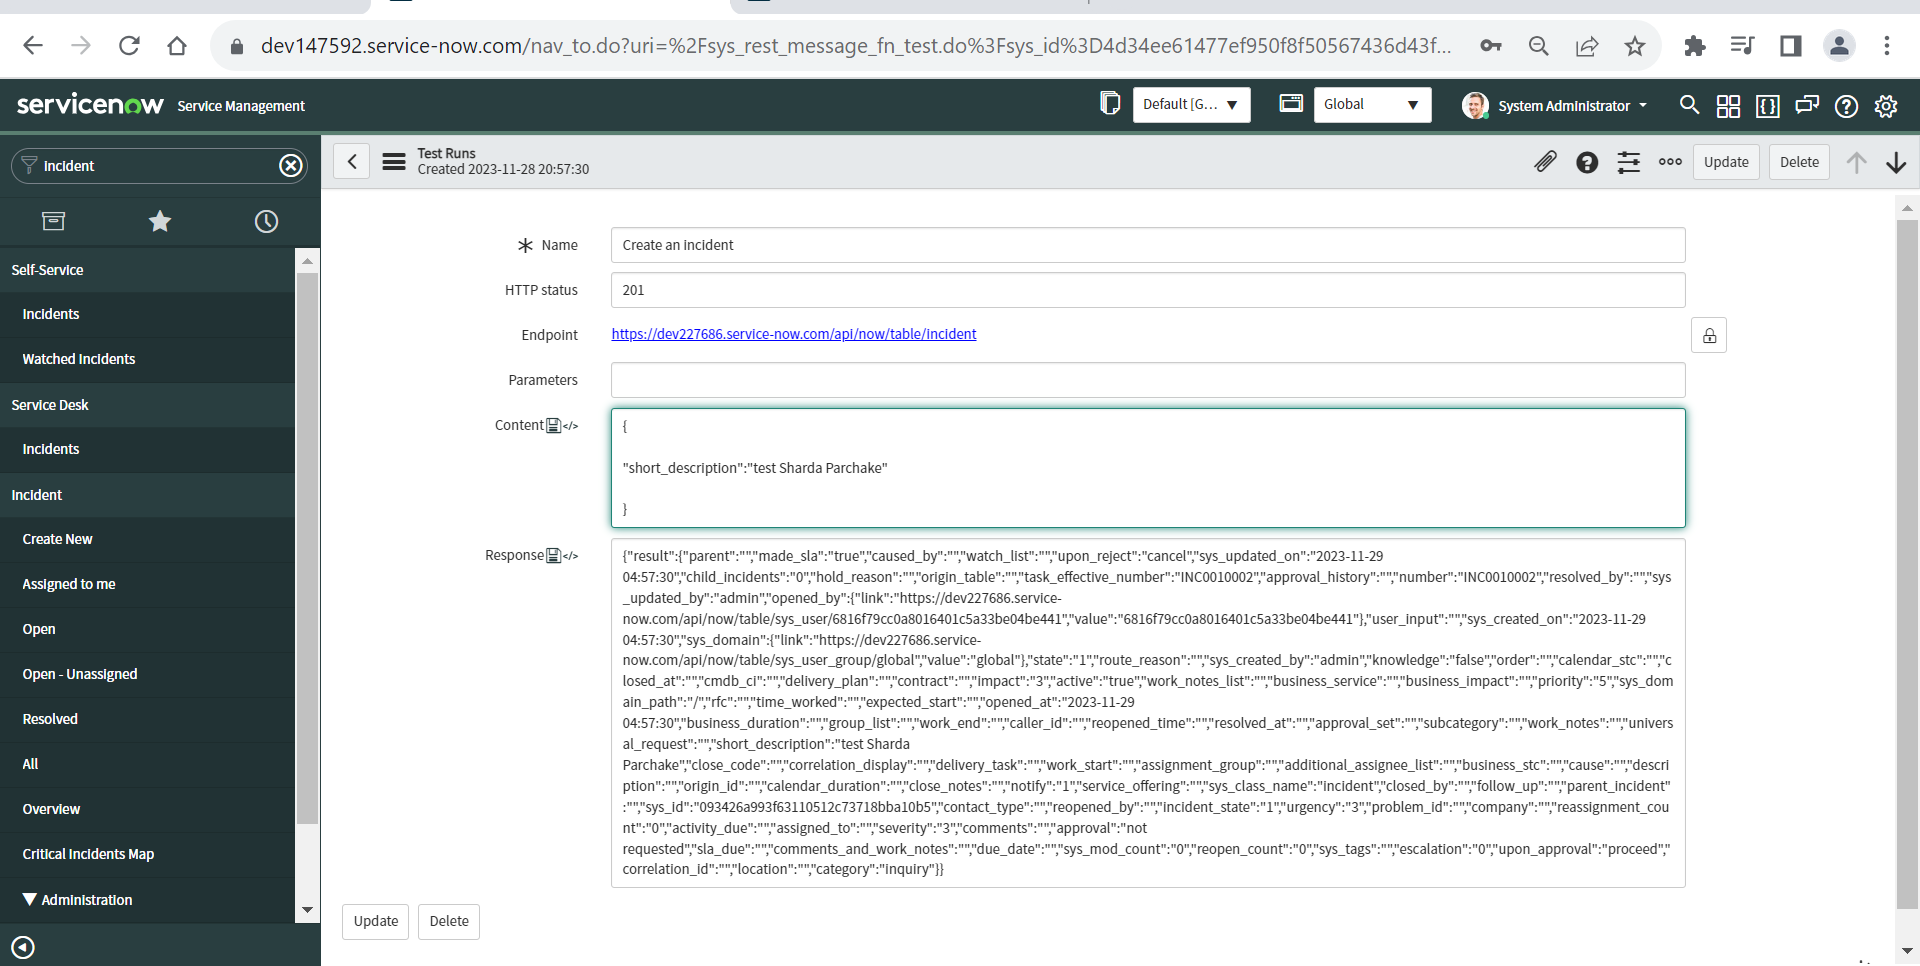 dev147592.service-now.com/nav_to.do?uri=%2Fsys_rest_message_fn_test.do%3Fsys_id%3D4d34ee61477ef950f8f50567436d43f...
servicenow Service Management
Default [G... ▼
Global ▼
System Administrator
Incident
Test Runs
Created 2023-11-28 20:57:30
Update
Delete
Self-Service
Incidents
Watched Incidents
Service Desk
Incidents
Incident
Create New
Assigned to me
Open
Open - Unassigned
Resolved
All
Overview
Critical Incidents Map
▼ Administration
Name
Create an incident
HTTP status
201
Endpoint
https://dev227686.service-now.com/api/now/table/incident
Parameters
Content
</>
{
"short_description":"test Sharda Parchake"
}
Response
</>
{"result":{"parent":"","made_sla":"true","caused_by":"","watch_list":"","upon_reject":"cancel","sys_updated_on":"2023-11-29
04:57:30","child_incidents":"0","hold_reason":"","origin_table":"","task_effective_number":"INC0010002","approval_history":"","number":"INC0010002","resolved_by":"","sys
_updated_by":"admin","opened_by":{"link":"https://dev227686.service-
now.com/api/now/table/sys_user/6816f79cc0a8016401c5a33be04be441","value":"6816f79cc0a8016401c5a33be04be441"},"user_input":"","sys_created_on":"2023-11-29
04:57:30","sys_domain":{"link":"https://dev227686.service-
now.com/api/now/table/sys_user_group/global","value":"global"},"state":"1","route_reason":"","sys_created_by":"admin","knowledge":"false","order":"","calendar_stc":"","c
losed_at":"","cmdb_ci":"","delivery_plan":"","contract":"","impact":"3","active":"true","work_notes_list":"","business_service":"","business_impact":"","priority":"5","sys_dom
ain_path":"/","rfc":"","time_worked":"","expected_start":"","opened_at":"2023-11-29
04:57:30","business_duration":"","group_list":"","work_end":"","caller_id":"","reopened_time":"","resolved_at":"","approval_set":"","subcategory":"","work_notes":"","univers
al_request":"","short_description":"test Sharda
Parchake","close_code":"","correlation_display":"","delivery_task":"","work_start":"","assignment_group":"","additional_assignee_list":"","business_stc":"","cause":"","descri
ption":"","origin_id":"","calendar_duration":"","close_notes":"","notify":"1","service_offering":"","sys_class_name":"incident","closed_by":"","follow_up":"","parent_incident"
:"","sys_id":"093426a993f63110512c73718bba10b5","contact_type":"","reopened_by":"","incident_state":"1","urgency":"3","problem_id":"","company":"","reassignment_cou
nt":"0","activity_due":"","assigned_to":"","severity":"3","comments":"","approval":"not
requested","sla_due":"","comments_and_work_notes":"","due_date":"","sys_mod_count":"0","reopen_count":"0","sys_tags":"","escalation":"0","upon_approval":"proceed","
correlation_id":"","location":"","category":"inquiry"}}
Update
Delete